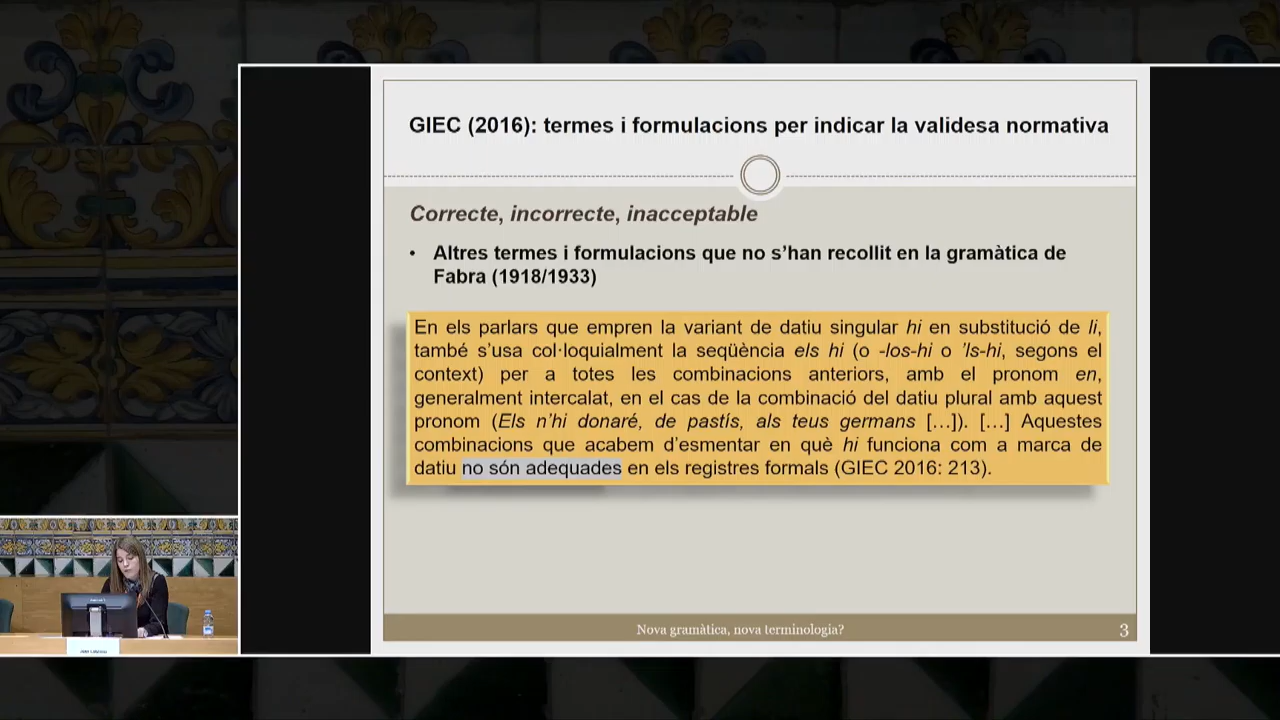 GIEC (2016): termes i formulacions per indicar la validesa normativa
Correcte, incorrecte, inacceptable
• Altres termes i formulacions que no s’han recollit en la gramàtica de
Fabra (1918/1933)
En els parlars que empren la variant de datiu singular hi en substitució de li,
també s’usa col·loquialment la seqüència els hi (o -los-hi o ’ls-hi, segons el
context) per a totes les combinacions anteriors, amb el pronom en,
generalment intercalat, en el cas de la combinació del datiu plural amb aquest
pronom (Els n’hi donaré, de pastís, als teus germans […]). […] Aquestes
combinacions que acabem d’esmentar en què hi funciona com a marca de
datiu no són adequades en els registres formals (GIEC 2016: 213).
Nova gramàtica, nova terminologia?
3